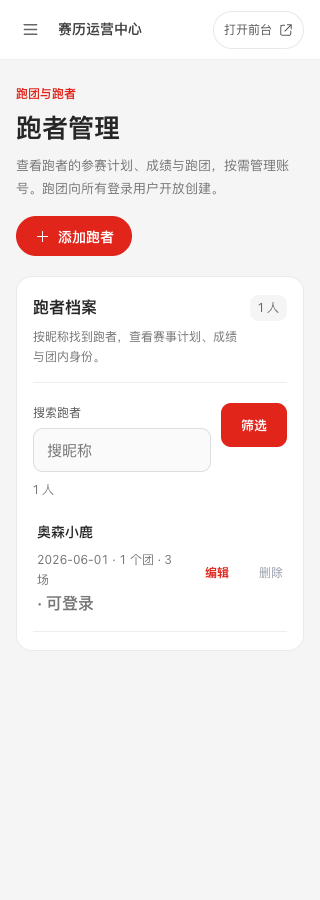 赛历运营中心
打开前台
跑团与跑者
跑者管理
查看跑者的参赛计划、成绩与跑团，按需管理账
号。跑团向所有登录用户开放创建。
添加跑者
跑者档案
1 人
按昵称找到跑者，查看赛事计划、成绩
与团内身份。
搜索跑者
搜昵称
筛选
1 人
奥森小鹿
2026-06-01 · 1 个团 · 3
场
· 可登录
编辑
删除